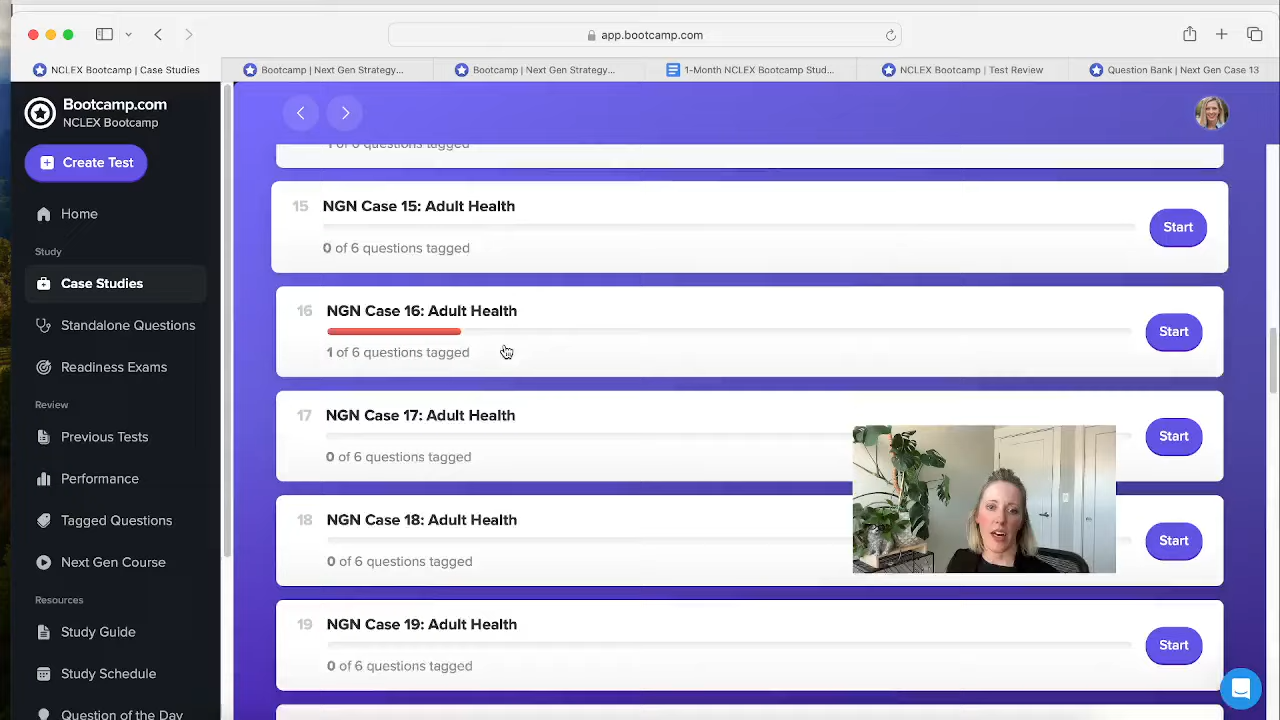 app.bootcamp.com
NCLEX Bootcamp | Case Studies
Bootcamp | Next Gen Strategy...
Bootcamp | Next Gen Strategy...
1-Month NCLEX Bootcamp Stud...
NCLEX Bootcamp | Test Review
Question Bank | Next Gen Case 13
Bootcamp.com
NCLEX Bootcamp
Create Test
Home
Study
Case Studies
Standalone Questions
Readiness Exams
Review
Previous Tests
Performance
Tagged Questions
Next Gen Course
Resources
Study Guide
Study Schedule
Question of the Day
1 of 6 questions tagged
15 NGN Case 15: Adult Health
0 of 6 questions tagged
Start
16 NGN Case 16: Adult Health
1 of 6 questions tagged
Start
17 NGN Case 17: Adult Health
0 of 6 questions tagged
Start
18 NGN Case 18: Adult Health
0 of 6 questions tagged
Start
19 NGN Case 19: Adult Health
0 of 6 questions tagged
Start